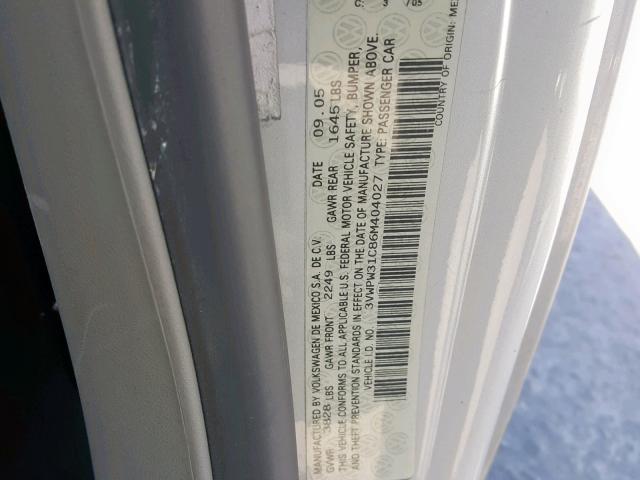 MANUFACTURED BY VOLKSWAGEN DE MEXICO S.A. DE C.V. DATE 09.05
GVWR 3828 LBS GAWR FRONT 2249 LBS GAWR REAR 1645 LBS
THIS VEHICLE CONFORMS TO ALL APPLICABLE U.S. FEDERAL MOTOR VEHICLE SAFETY, BUMPER,
AND THEFT PREVENTION STANDARDS IN EFFECT ON THE DATE OF MANUFACTURE SHOWN ABOVE.
VEHICLE I.D. NO. 3VWPW31C86M404027 TYPE: PASSENGER CAR
COUNTRY OF ORIGIN: